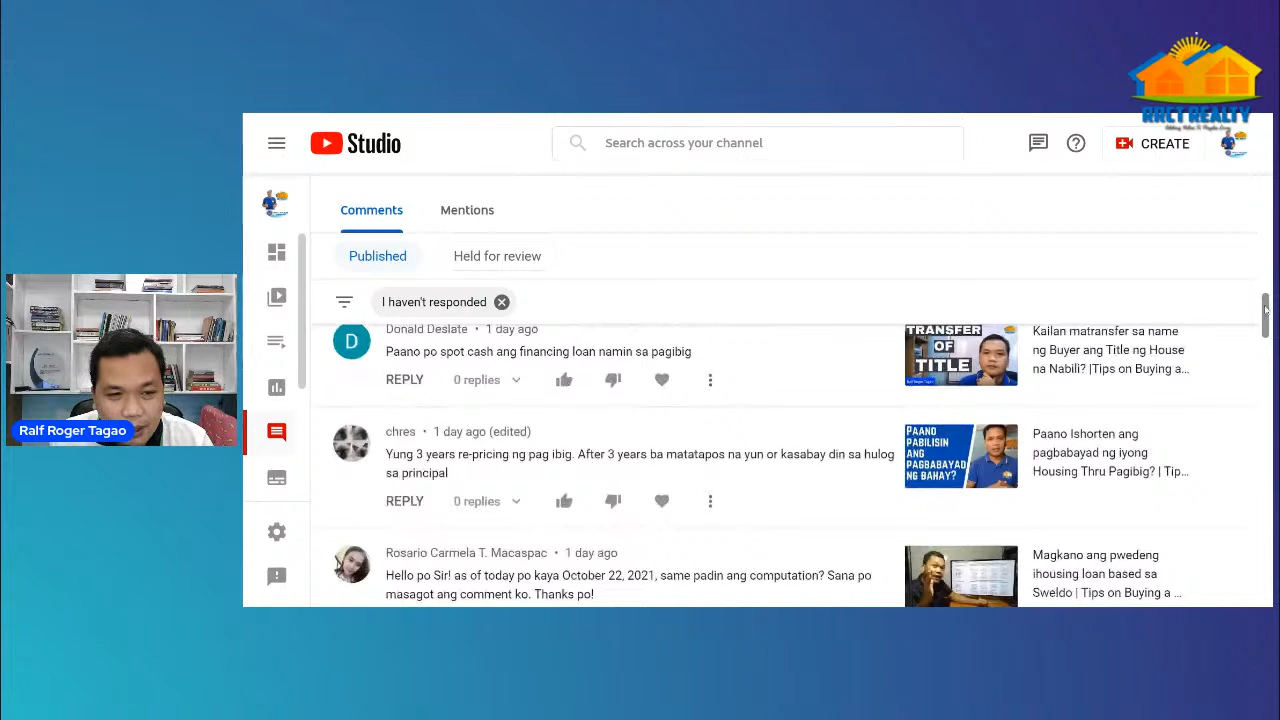 RRCT REALTY
Studio
Search across your channel
CREATE
Comments
Mentions
Published
Held for review
I haven't responded
Donald Deslate • 1 day ago
Paano po spot cash ang financing loan namin sa pagibig
REPLY
0 replies
TRANSFER
OF
TITLE
Kailan matransfer sa name
ng Buyer ang Title ng House
na Nabili? |Tips on Buying a...
chres • 1 day ago (edited)
Yung 3 years re-pricing ng pag ibig. After 3 years ba matatapos na yun or kasabay din sa hulog
sa principal
REPLY
0 replies
PAANO
PABILISIN
ANG
PAGBABAYAD
NG BAHAY?
Paano Ishorten ang
pagbabayad ng iyong
Housing Thru Pagibig? | Tip...
Rosario Carmela T. Macaspac • 1 day ago
Hello po Sir! as of today po kaya October 22, 2021, same padin ang computation? Sana po
masagot ang comment ko. Thanks po!
Magkano ang pwedeng
ihousing loan based sa
Sweldo | Tips on Buying a ...
Ralf Roger Tagao